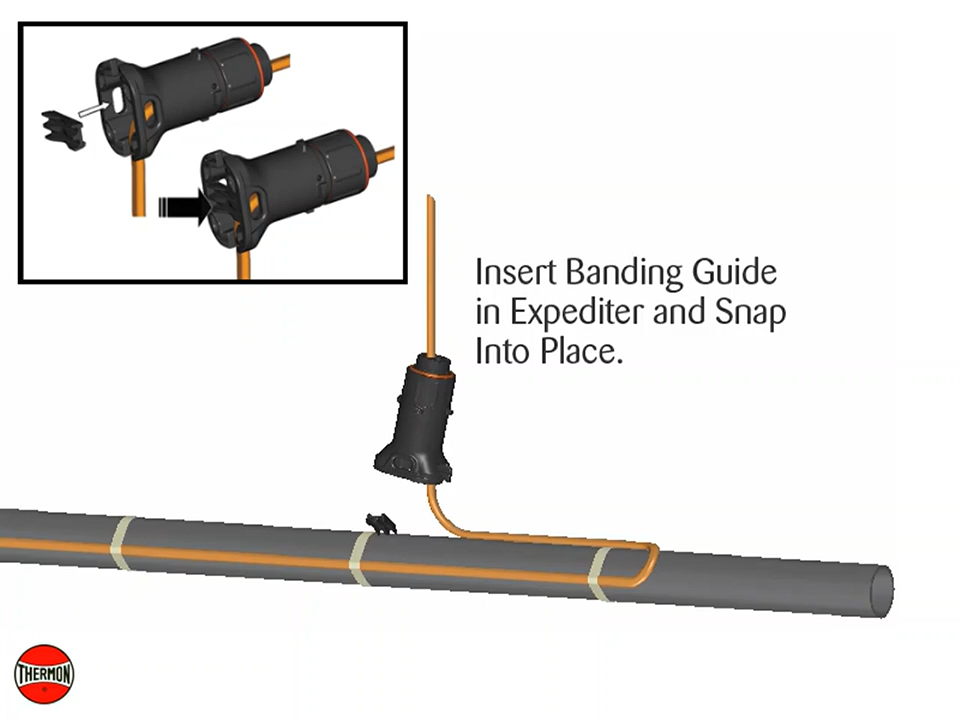 Insert Banding Guide
in Expediter and Snap
Into Place.
THERMON
®